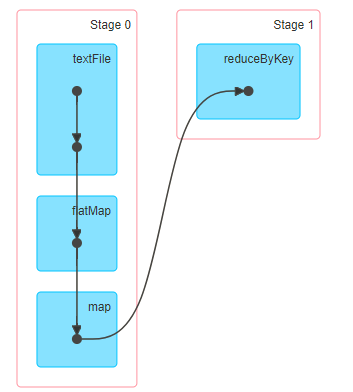 Stage 0
textFile
flatMap
map
Stage 1
reduceByKey